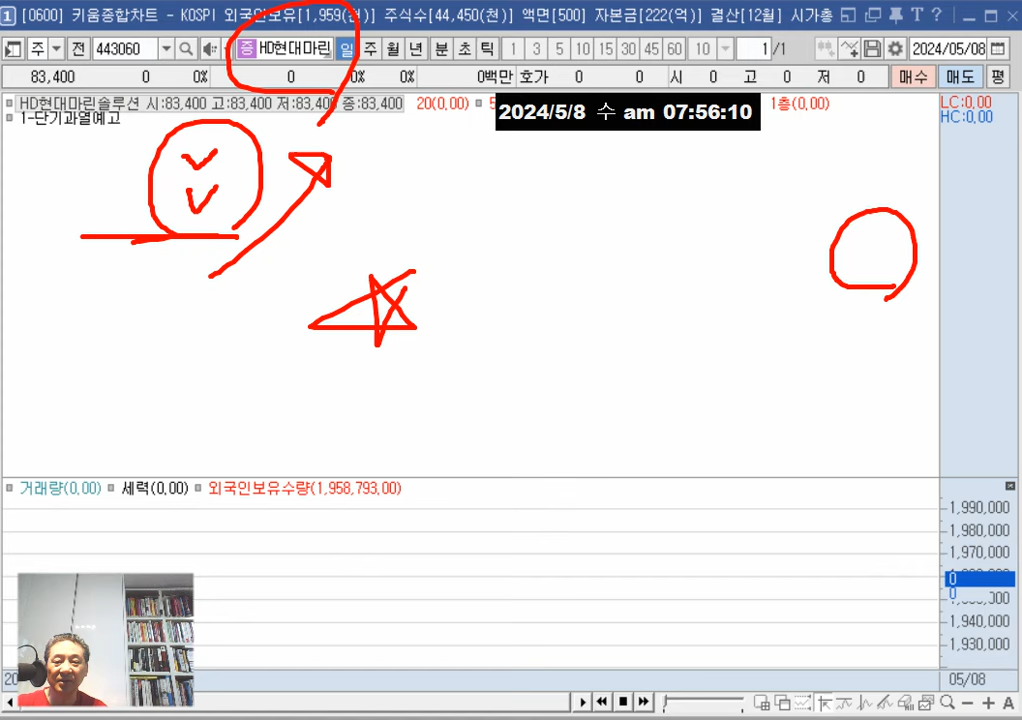 1 [0600] 키움종합차트 - KOSPI 외국인보유[1,959(천)] 주식수[44,450(천)] 액면[500] 자본금[222(억)] 결산[12월] 시가총
주 전 443060 증 HD현대마린 일 주 월 년 분 초 틱 1 3 5 10 15 30 45 60 10 1 /1 2024/05/08
83,400 0 0% 0 0% 0% 0백만 호가 0 0 시 0 고 0 저 0 매수 매도 평
HD현대마린솔루션 시:83,400 고:83,400 저:83,400 종:83,400 20(0,00) 1총(0,00) LC:0,00
1-단기과열예고 2024/5/8 수 am 07:56:10 HC:0,00
거래량(0,00) 세력(0,00) 외국인보유수량(1,958,793,00)
1,990,000
1,980,000
1,970,000
0
0
1,940,000
1,930,000
20 05/08
A